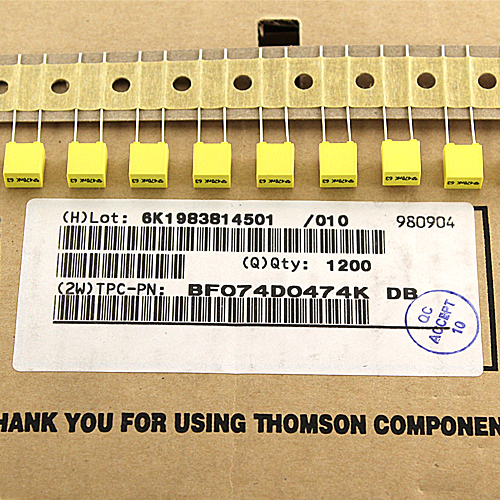 (H)Lot: 6K1983814501 /010 980904
(Q)Qty: 1200
(2W)TPC-PN: BF074D0474K DB
QC
ACCEPT
10
HANK YOU FOR USING THOMSON COMPONEN